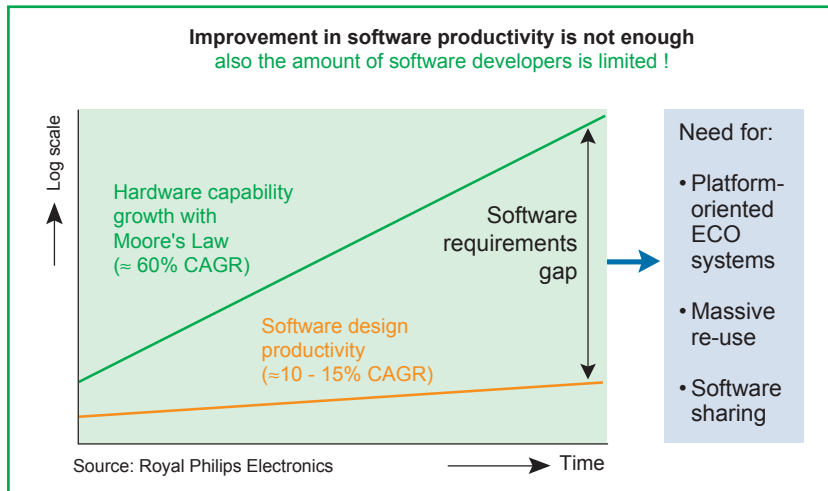 Improvement in software productivity is not enough
also the amount of software developers is limited !
Log scale
Hardware capability
growth with
Moore's Law
(≈ 60% CAGR)
Software
requirements
gap
Software design
productivity
(≈10 - 15% CAGR)
Source: Royal Philips Electronics
Time
Need for:
• Platform-
oriented
ECO
systems
• Massive
re-use
• Software
sharing